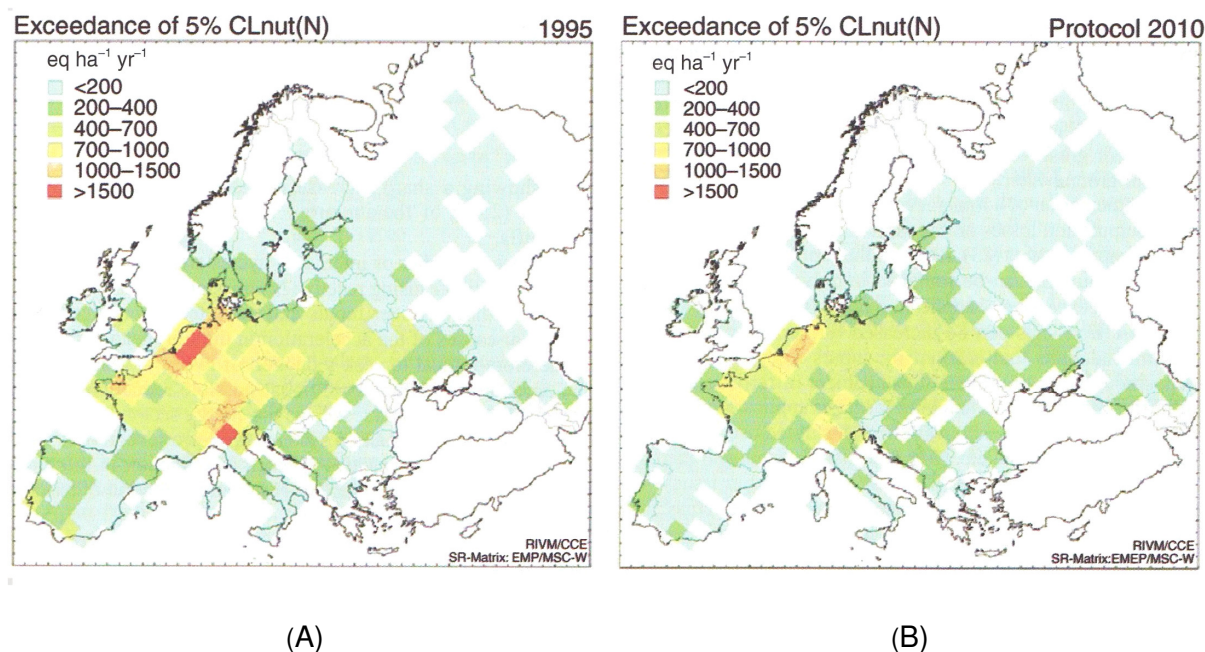 Exceedance of 5% CLnut(N) 1995
eq ha⁻¹ yr⁻¹
<200
200–400
400–700
700–1000
1000–1500
>1500
RIVM/CCE
SR-Matrix: EMP/MSC-W
(A)
Exceedance of 5% CLnut(N) Protocol 2010
eq ha⁻¹ yr⁻¹
<200
200–400
400–700
700–1000
1000–1500
>1500
RIVM/CCE
SR-Matrix:EMEP/MSC-W
(B)